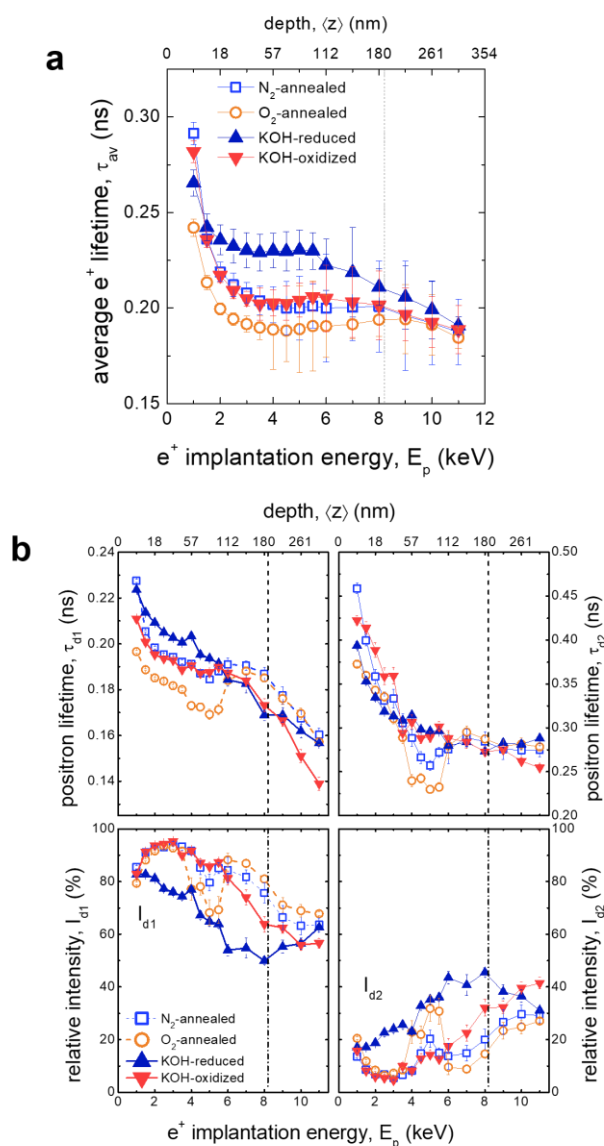 depth, ⟨z⟩ (nm)
0 18 57 112 180 261 354
a
N2-annealed
O2-annealed
KOH-reduced
KOH-oxidized
0.30
0.25
0.20
0.15
average e+ lifetime, τav (ns)
0 2 4 6 8 10 12
e+ implantation energy, Ep (keV)
b
depth, ⟨z⟩ (nm)
depth, ⟨z⟩ (nm)
0 18 57 112 180 261
0 18 57 112 180 261
0.24
0.22
0.20
0.18
0.16
0.14
positron lifetime, τd1 (ns)
0.50
0.45
0.40
0.35
0.30
0.25
0.20
positron lifetime, τd2 (ns)
100
80
60
40
20
0
relative intensity, Id1 (%)
Id1
N2-annealed
O2-annealed
KOH-reduced
KOH-oxidized
Id2
100
80
60
40
20
0
relative intensity, Id2 (%)
0 2 4 6 8 10
0 2 4 6 8 10
e+ implantation energy, Ep (keV)